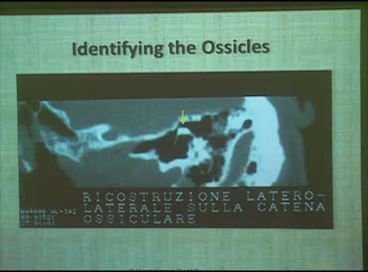 Identifying the Ossicles
RICOSTRUZIONE LATERO-
LATERALE SULLA CATENA
OSSICULARE